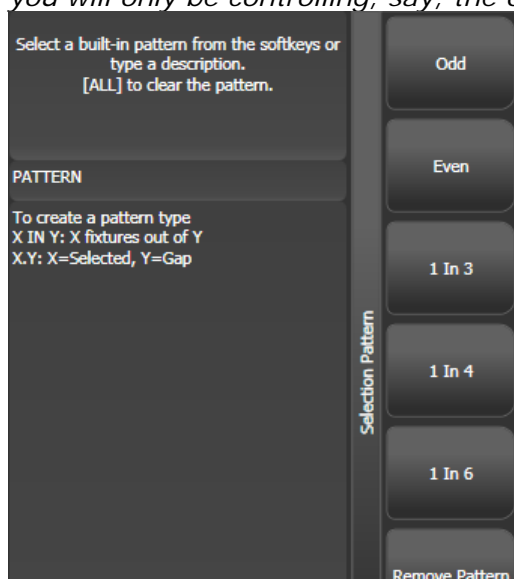 you will only be controlling, say, the
Select a built-in pattern from the softkeys or
type a description.
[ALL] to clear the pattern.
PATTERN
To create a pattern type
X IN Y: X fixtures out of Y
X.Y: X=Selected, Y=Gap
Selection Pattern
Odd
Even
1 In 3
1 In 4
1 In 6
Remove Pattern